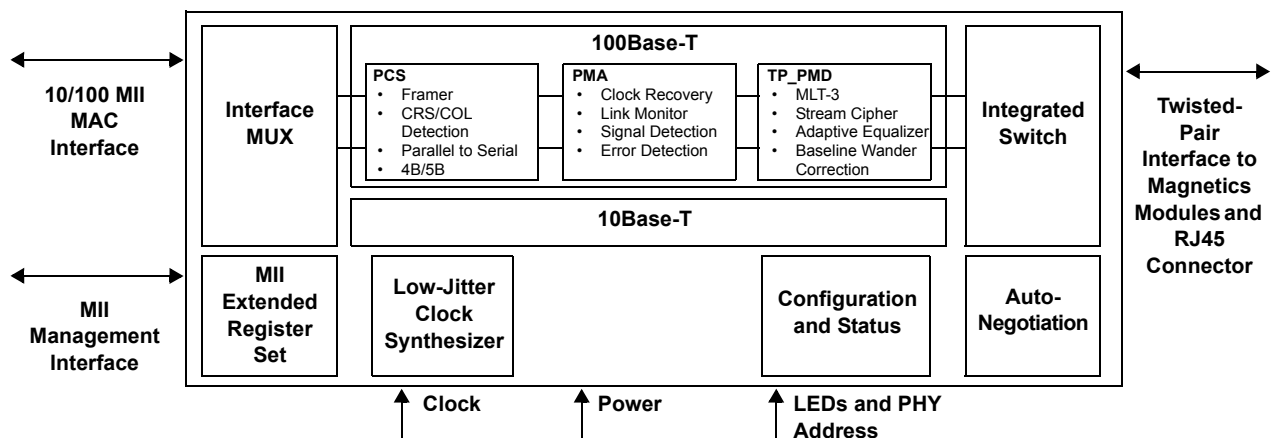 10/100 MII
MAC
Interface
MII
Management
Interface
Interface
MUX
100Base-T
PCS
• Framer
• CRS/COL
Detection
• Parallel to Serial
• 4B/5B
PMA
• Clock Recovery
• Link Monitor
• Signal Detection
• Error Detection
TP_PMD
• MLT-3
• Stream Cipher
• Adaptive Equalizer
• Baseline Wander
Correction
10Base-T
Integrated
Switch
Twisted-
Pair
Interface to
Magnetics
Modules and
RJ45
Connector
MII
Extended
Register
Set
Low-Jitter
Clock
Synthesizer
Configuration
and Status
Auto-
Negotiation
Clock
Power
LEDs and PHY
Address